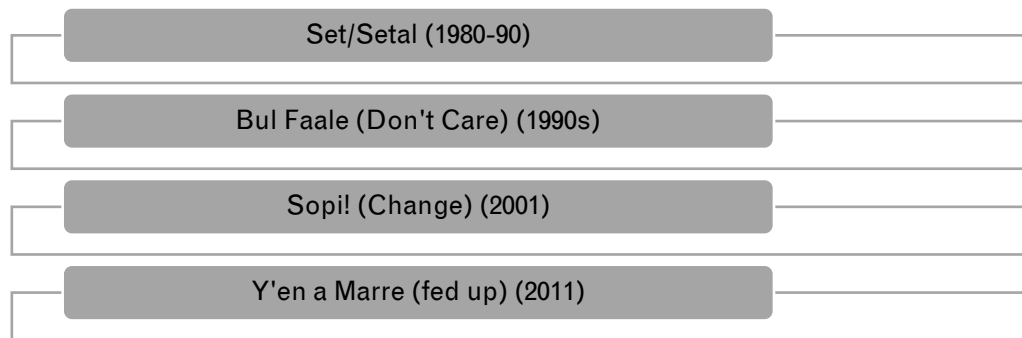 Set/Setal (1980-90)
Bul Faale (Don't Care) (1990s)
Sopi! (Change) (2001)
Y'en a Marre (fed up) (2011)